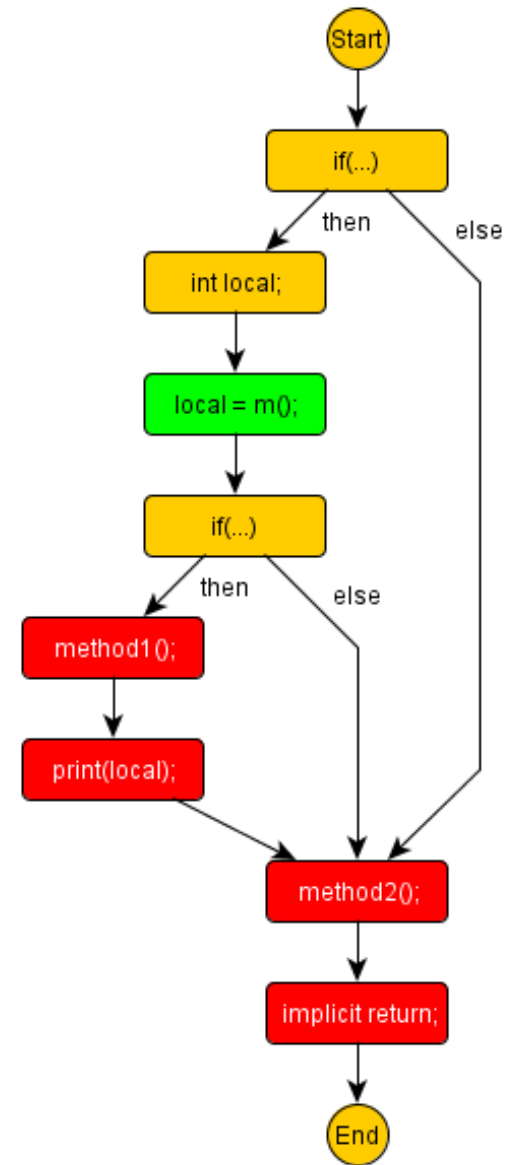 Start
if(...)
then
else
int local;
local = m();
if(...)
then
else
method1();
print(local);
method2();
implicit return;
End